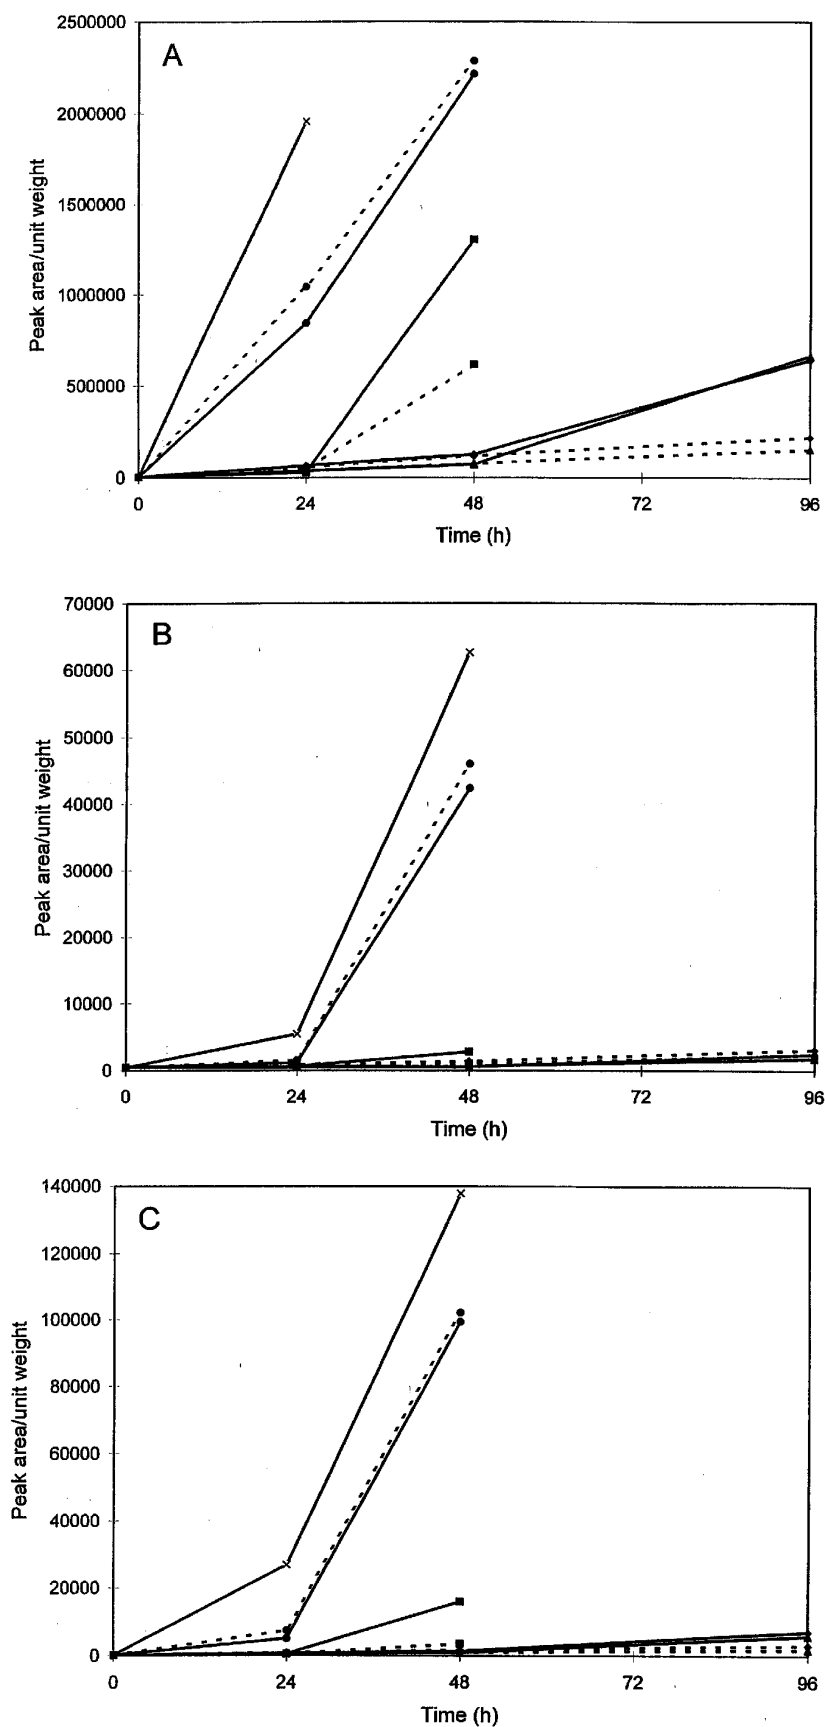 2500000
A
2000000
1500000
1000000
500000
0
0 24 48 72 96
Time (h)
Peak area/unit weight
70000
B
60000
50000
40000
30000
20000
10000
0
0 24 48 72 96
Time (h)
Peak area/unit weight
140000
C
120000
100000
80000
60000
40000
20000
0
0 24 48 72 96
Time (h)
Peak area/unit weight